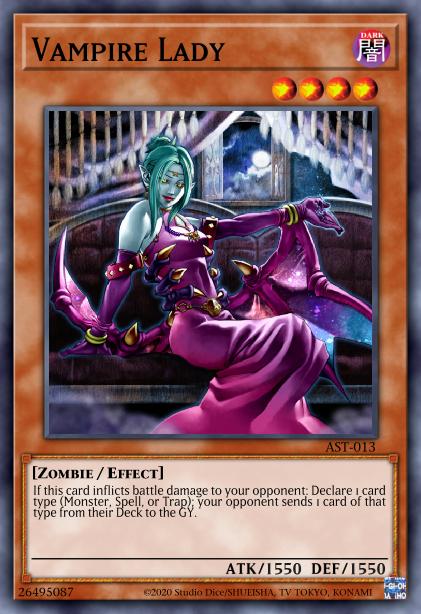 VAMPIRE LADY
DARK
闇
AST-013
[ZOMBIE / EFFECT]
If this card inflicts battle damage to your opponent: Declare 1 card
type (Monster, Spell, or Trap); your opponent sends 1 card of that
type from their Deck to the GY.
ATK/1550 DEF/1550
26495087
©2020 Studio Dice/SHUEISHA, TV TOKYO, KONAMI